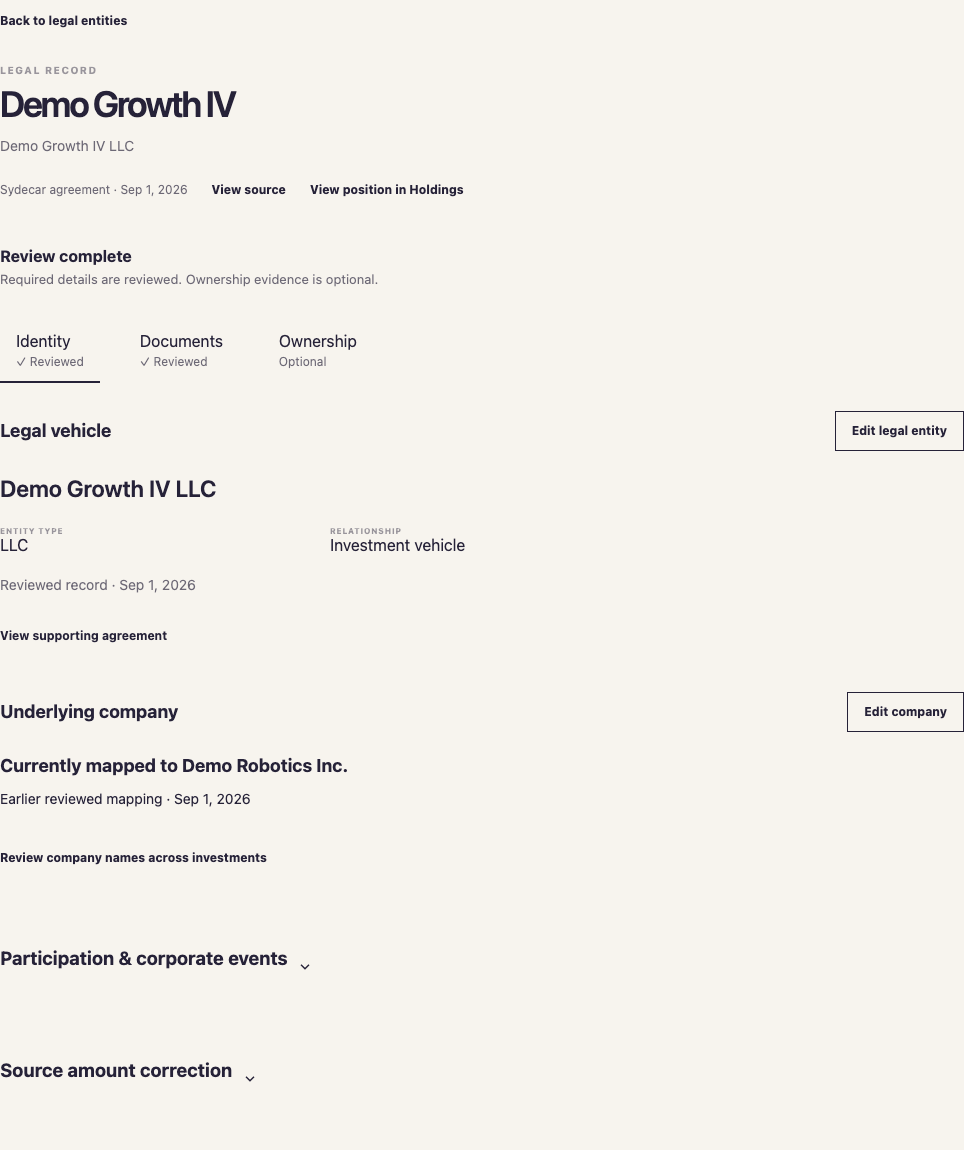 Back to legal entities
LEGAL RECORD
Demo Growth IV
Demo Growth IV LLC
Sydecar agreement · Sep 1, 2026 View source View position in Holdings
Review complete
Required details are reviewed. Ownership evidence is optional.
Identity Documents Ownership
✓ Reviewed ✓ Reviewed Optional
Legal vehicle Edit legal entity
Demo Growth IV LLC
ENTITY TYPE RELATIONSHIP
LLC Investment vehicle
Reviewed record · Sep 1, 2026
View supporting agreement
Underlying company Edit company
Currently mapped to Demo Robotics Inc.
Earlier reviewed mapping · Sep 1, 2026
Review company names across investments
Participation & corporate events
Source amount correction